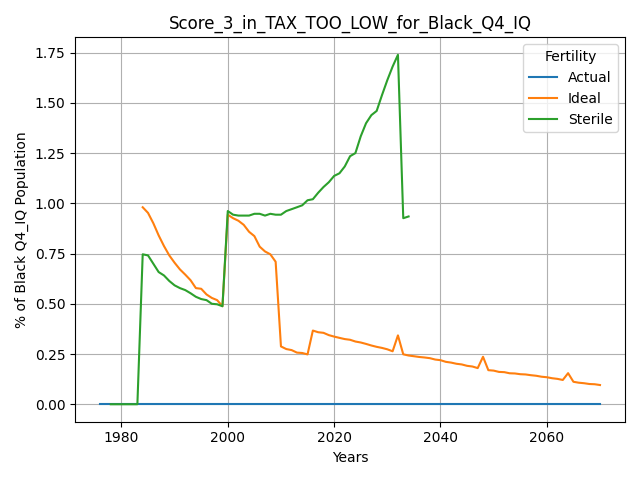 Score_3_in_TAX_TOO_LOW_for_Black_Q4_IQ
Fertility
Actual
Ideal
Sterile
% of Black Q4_IQ Population
1.75
1.50
1.25
1.00
0.75
0.50
0.25
0.00
1980 2000 2020 2040 2060
Years